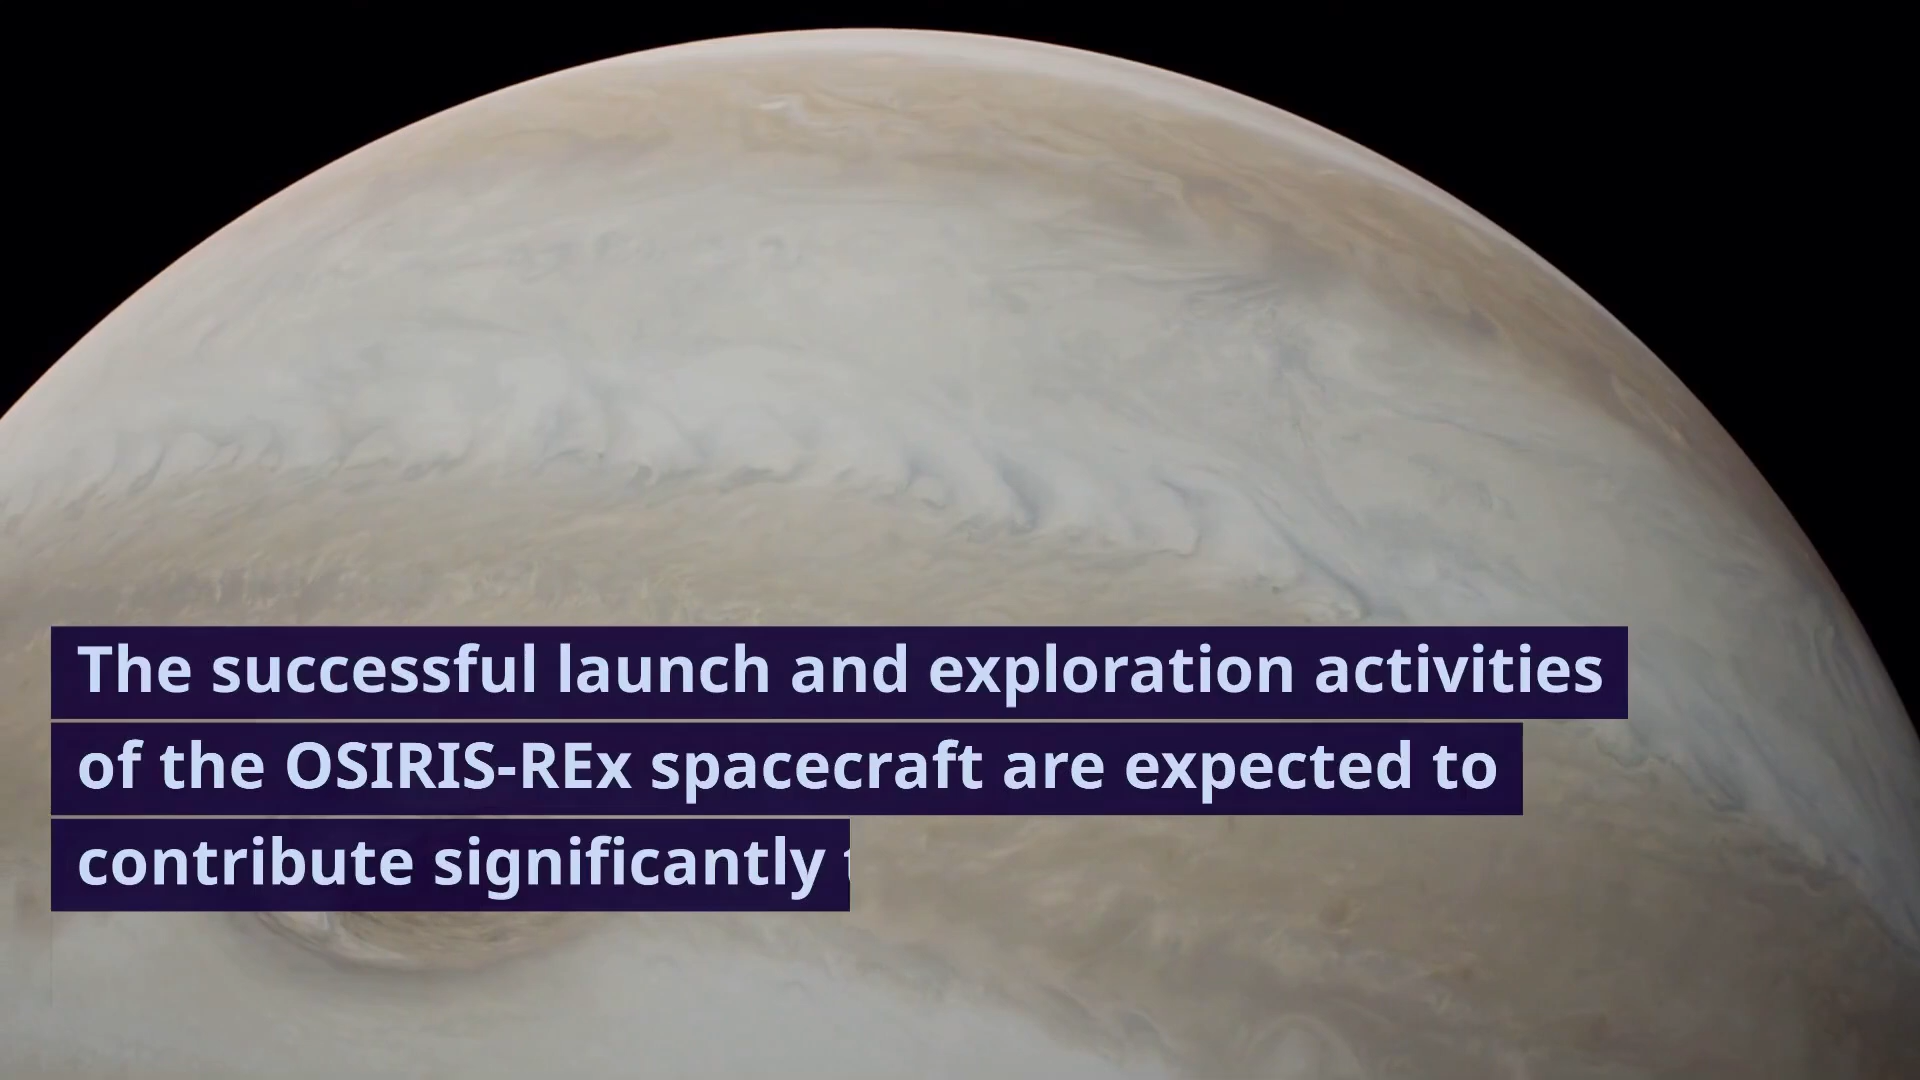 The successful launch and exploration activities
of the OSIRIS-REx spacecraft are expected to
contribute significantly